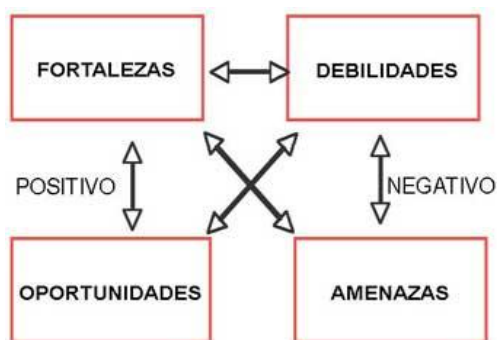 FORTALEZAS
DEBILIDADES
POSITIVO
NEGATIVO
OPORTUNIDADES
AMENAZAS